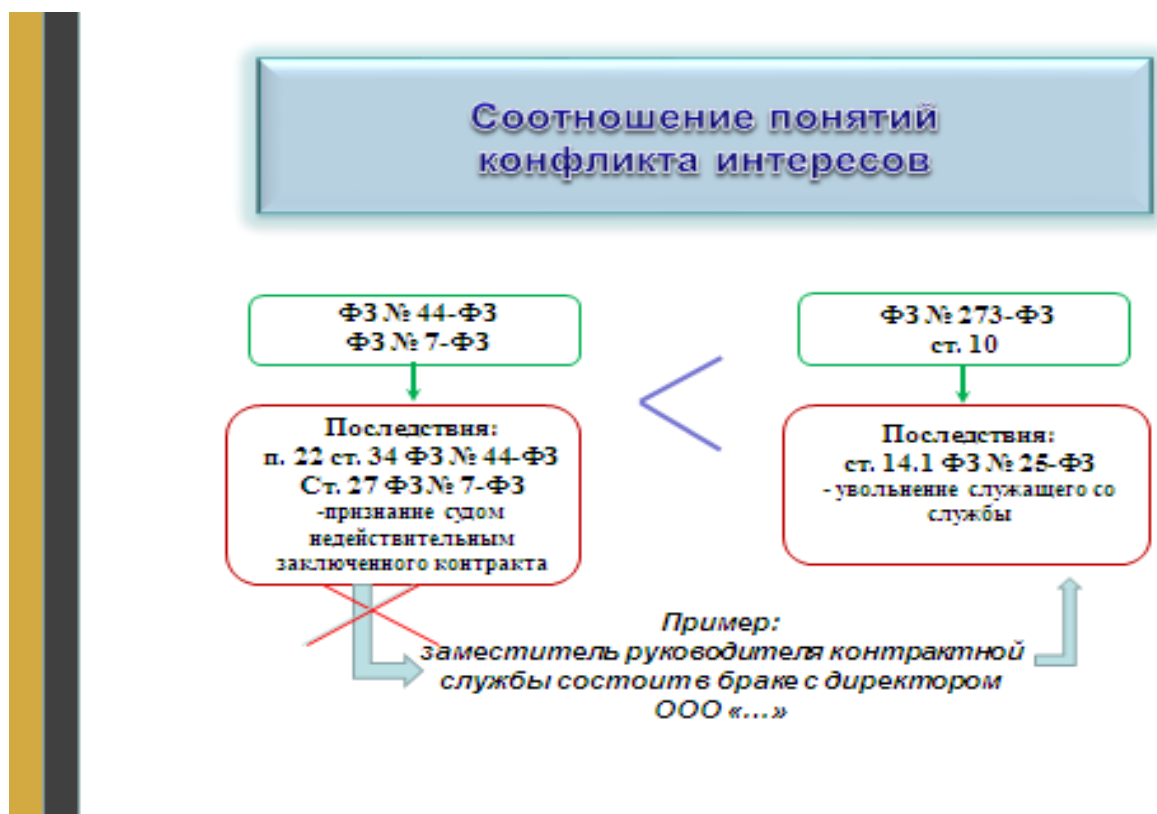 Соотношение понятий
конфликта интересов
ФЗ № 44-ФЗ
ФЗ № 7-ФЗ
Последствия:
п. 22 ст. 34 ФЗ № 44-ФЗ
Ст. 27 ФЗ № 7-ФЗ
-признание судом
недействительным
заключенного контракта
ФЗ № 273-ФЗ
ст. 10
Последствия:
ст. 14.1 ФЗ № 25-ФЗ
- увольнение служащего со
службы
Пример:
заместитель руководителя контрактной
службы состоит в браке с директором
ООО «...»